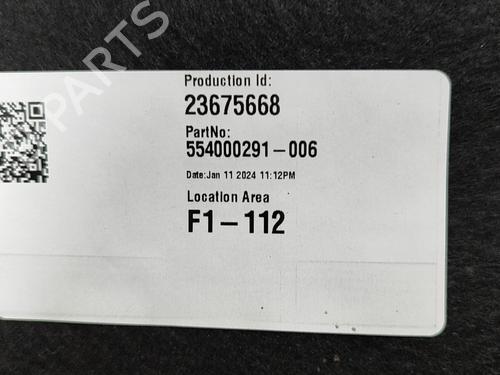 B-PARTS
Production Id:
23675668
PartNo:
554000291-006
Date:Jan 11 2024 11:12PM
Location Area
F1-112